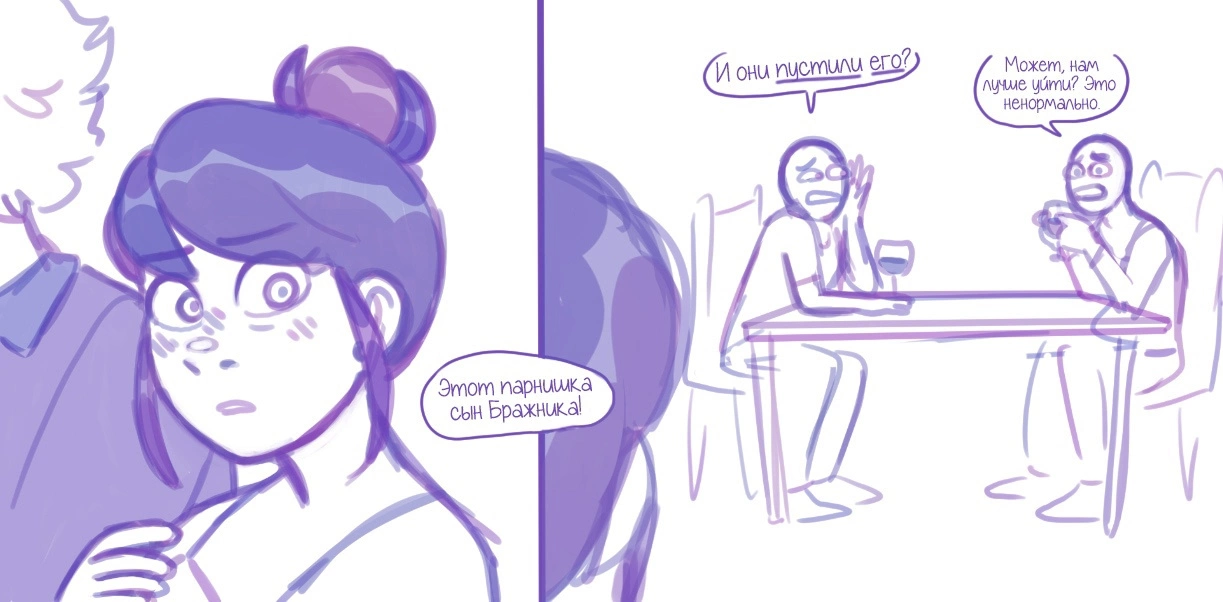 Этот парнишка
сын Бражника!
И они пустили его?
Может, нам
лучше уйти? Это
ненормально.